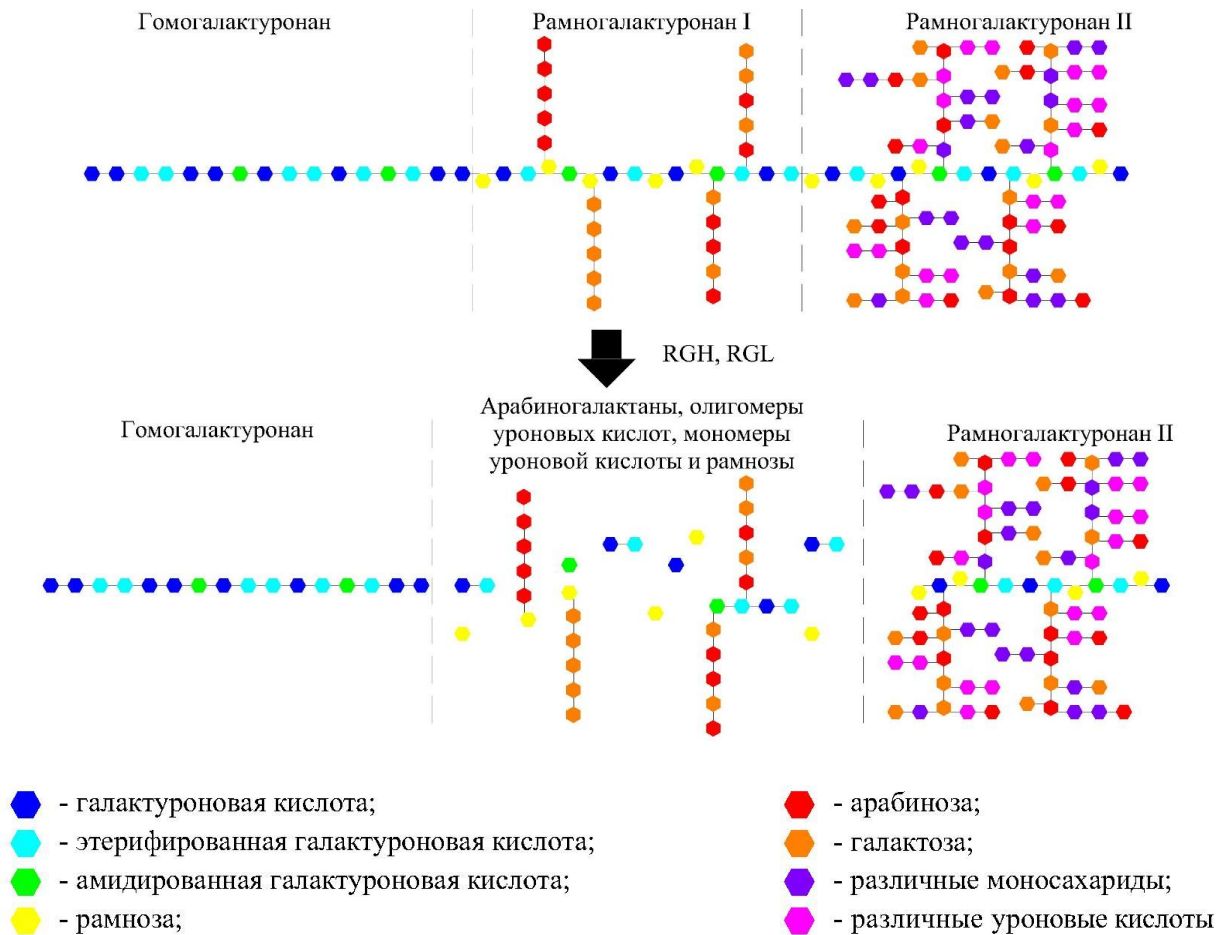 Гомогалактуронан
Рамногалактуронан I
Рамногалактуронан II
RGH, RGL
Арабиногалактаны, олигомеры
уроновых кислот, мономеры
уроновой кислоты и рамнозы
Гомогалактуронан
Рамногалактуронан II
- галактуроновая кислота;
- этерифированная галактуроновая кислота;
- амидированная галактуроновая кислота;
- рамноза;
- арабиноза;
- галактоза;
- различные моносахариды;
- различные уроновые кислоты